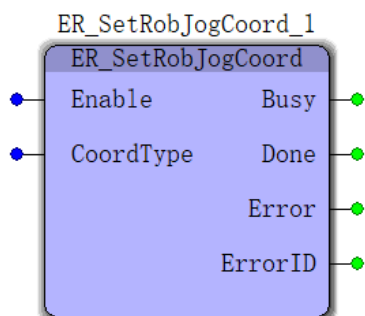 ER_SetRobJogCoord_1
ER_SetRobJogCoord
Enable Busy
CoordType Done
Error
ErrorID